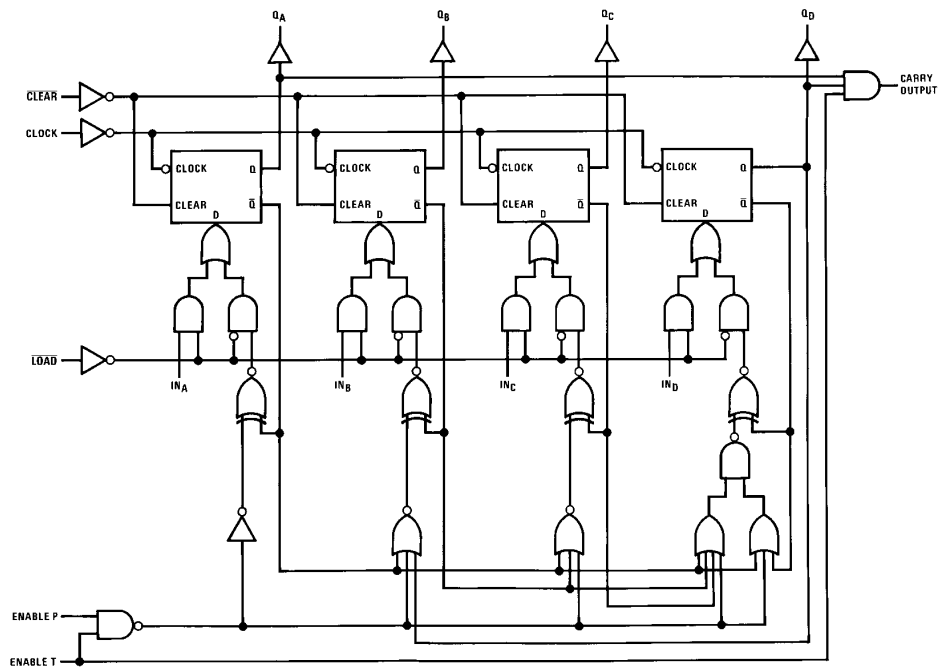 QA QB QC QD
CLEAR
CARRY
OUTPUT
CLOCK
CLOCK Q CLOCK Q CLOCK Q CLOCK Q
CLEAR Q̅ CLEAR Q̅ CLEAR Q̅ CLEAR Q̅
D D D D
L̅O̅A̅D̅
INA INB INC IND
ENABLE P
ENABLE T